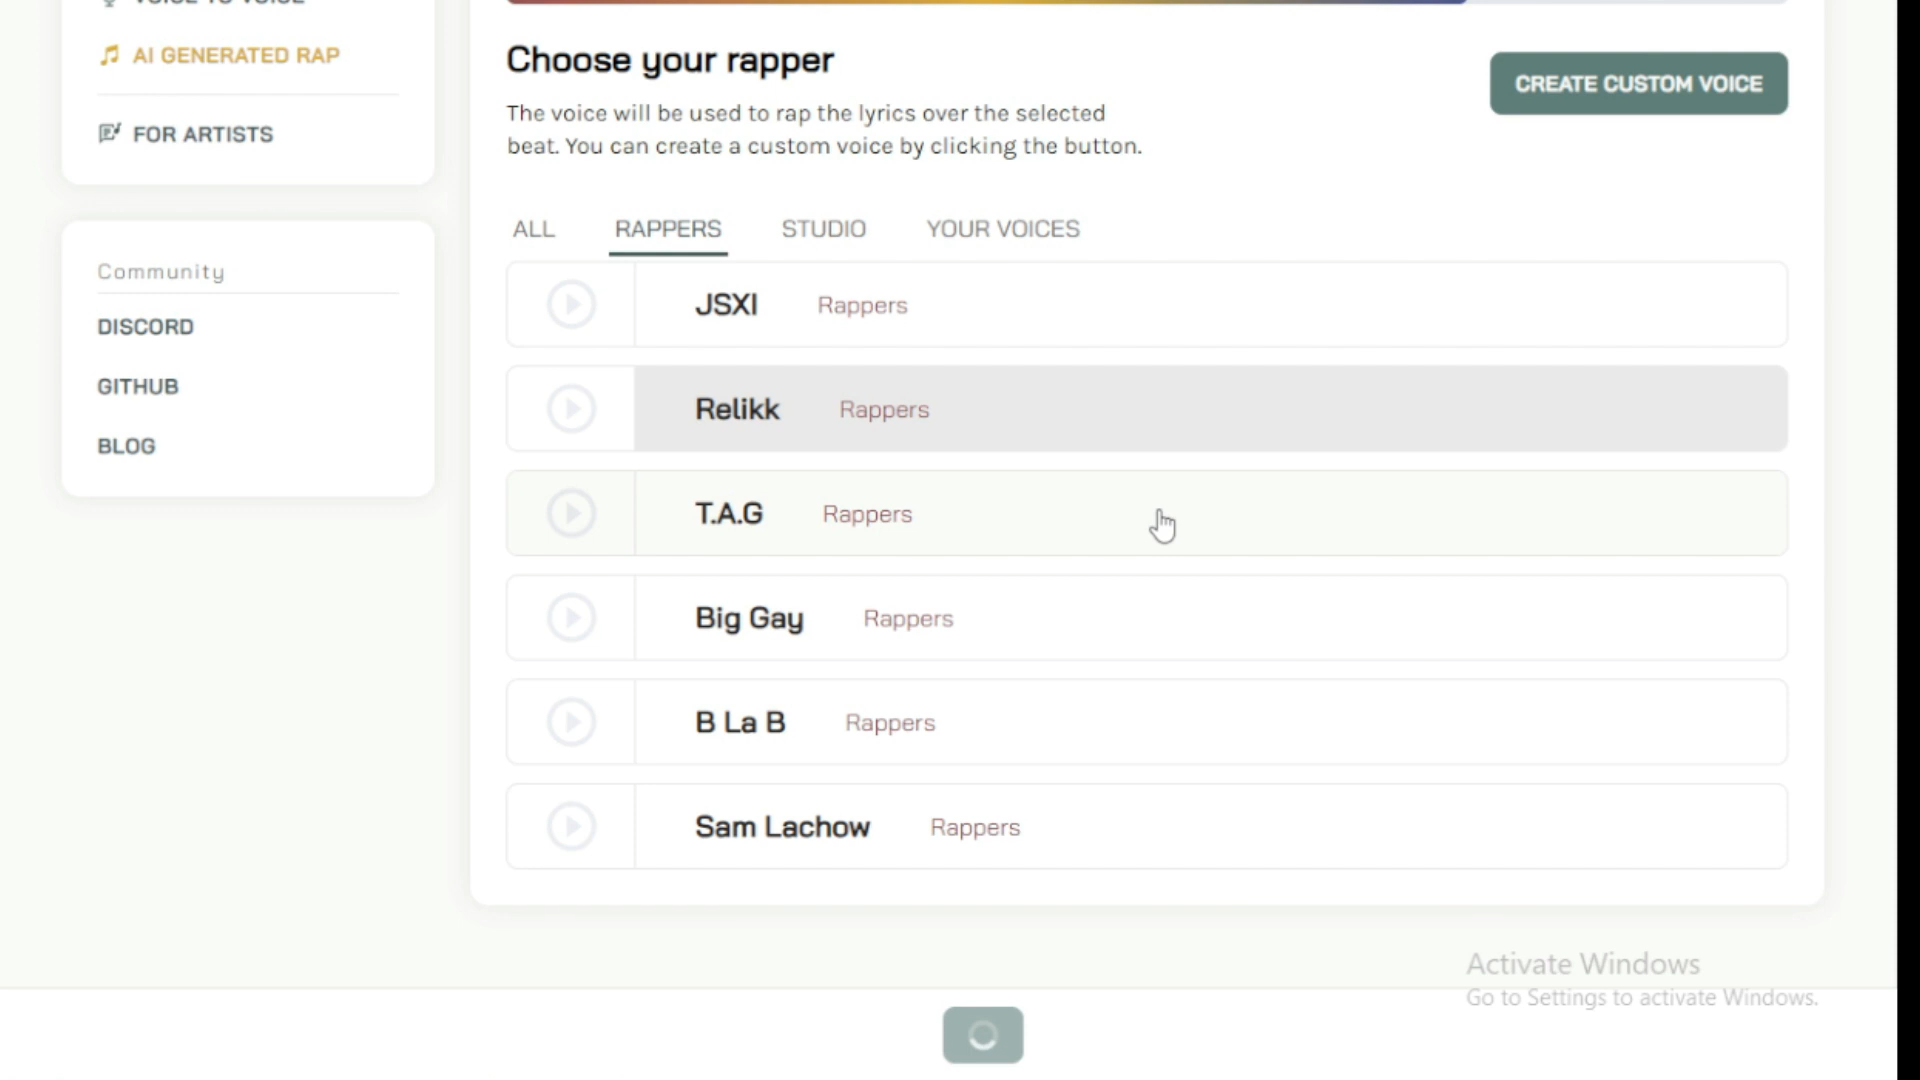 AI GENERATED RAP
FOR ARTISTS
Community
DISCORD
GITHUB
BLOG
Choose your rapper
The voice will be used to rap the lyrics over the selected
beat. You can create a custom voice by clicking the button.
CREATE CUSTOM VOICE
ALL RAPPERS STUDIO YOUR VOICES
JSXI Rappers
Relikk Rappers
T.A.G Rappers
Big Gay Rappers
B La B Rappers
Sam Lachow Rappers
Activate Windows
Go to Settings to activate Windows.